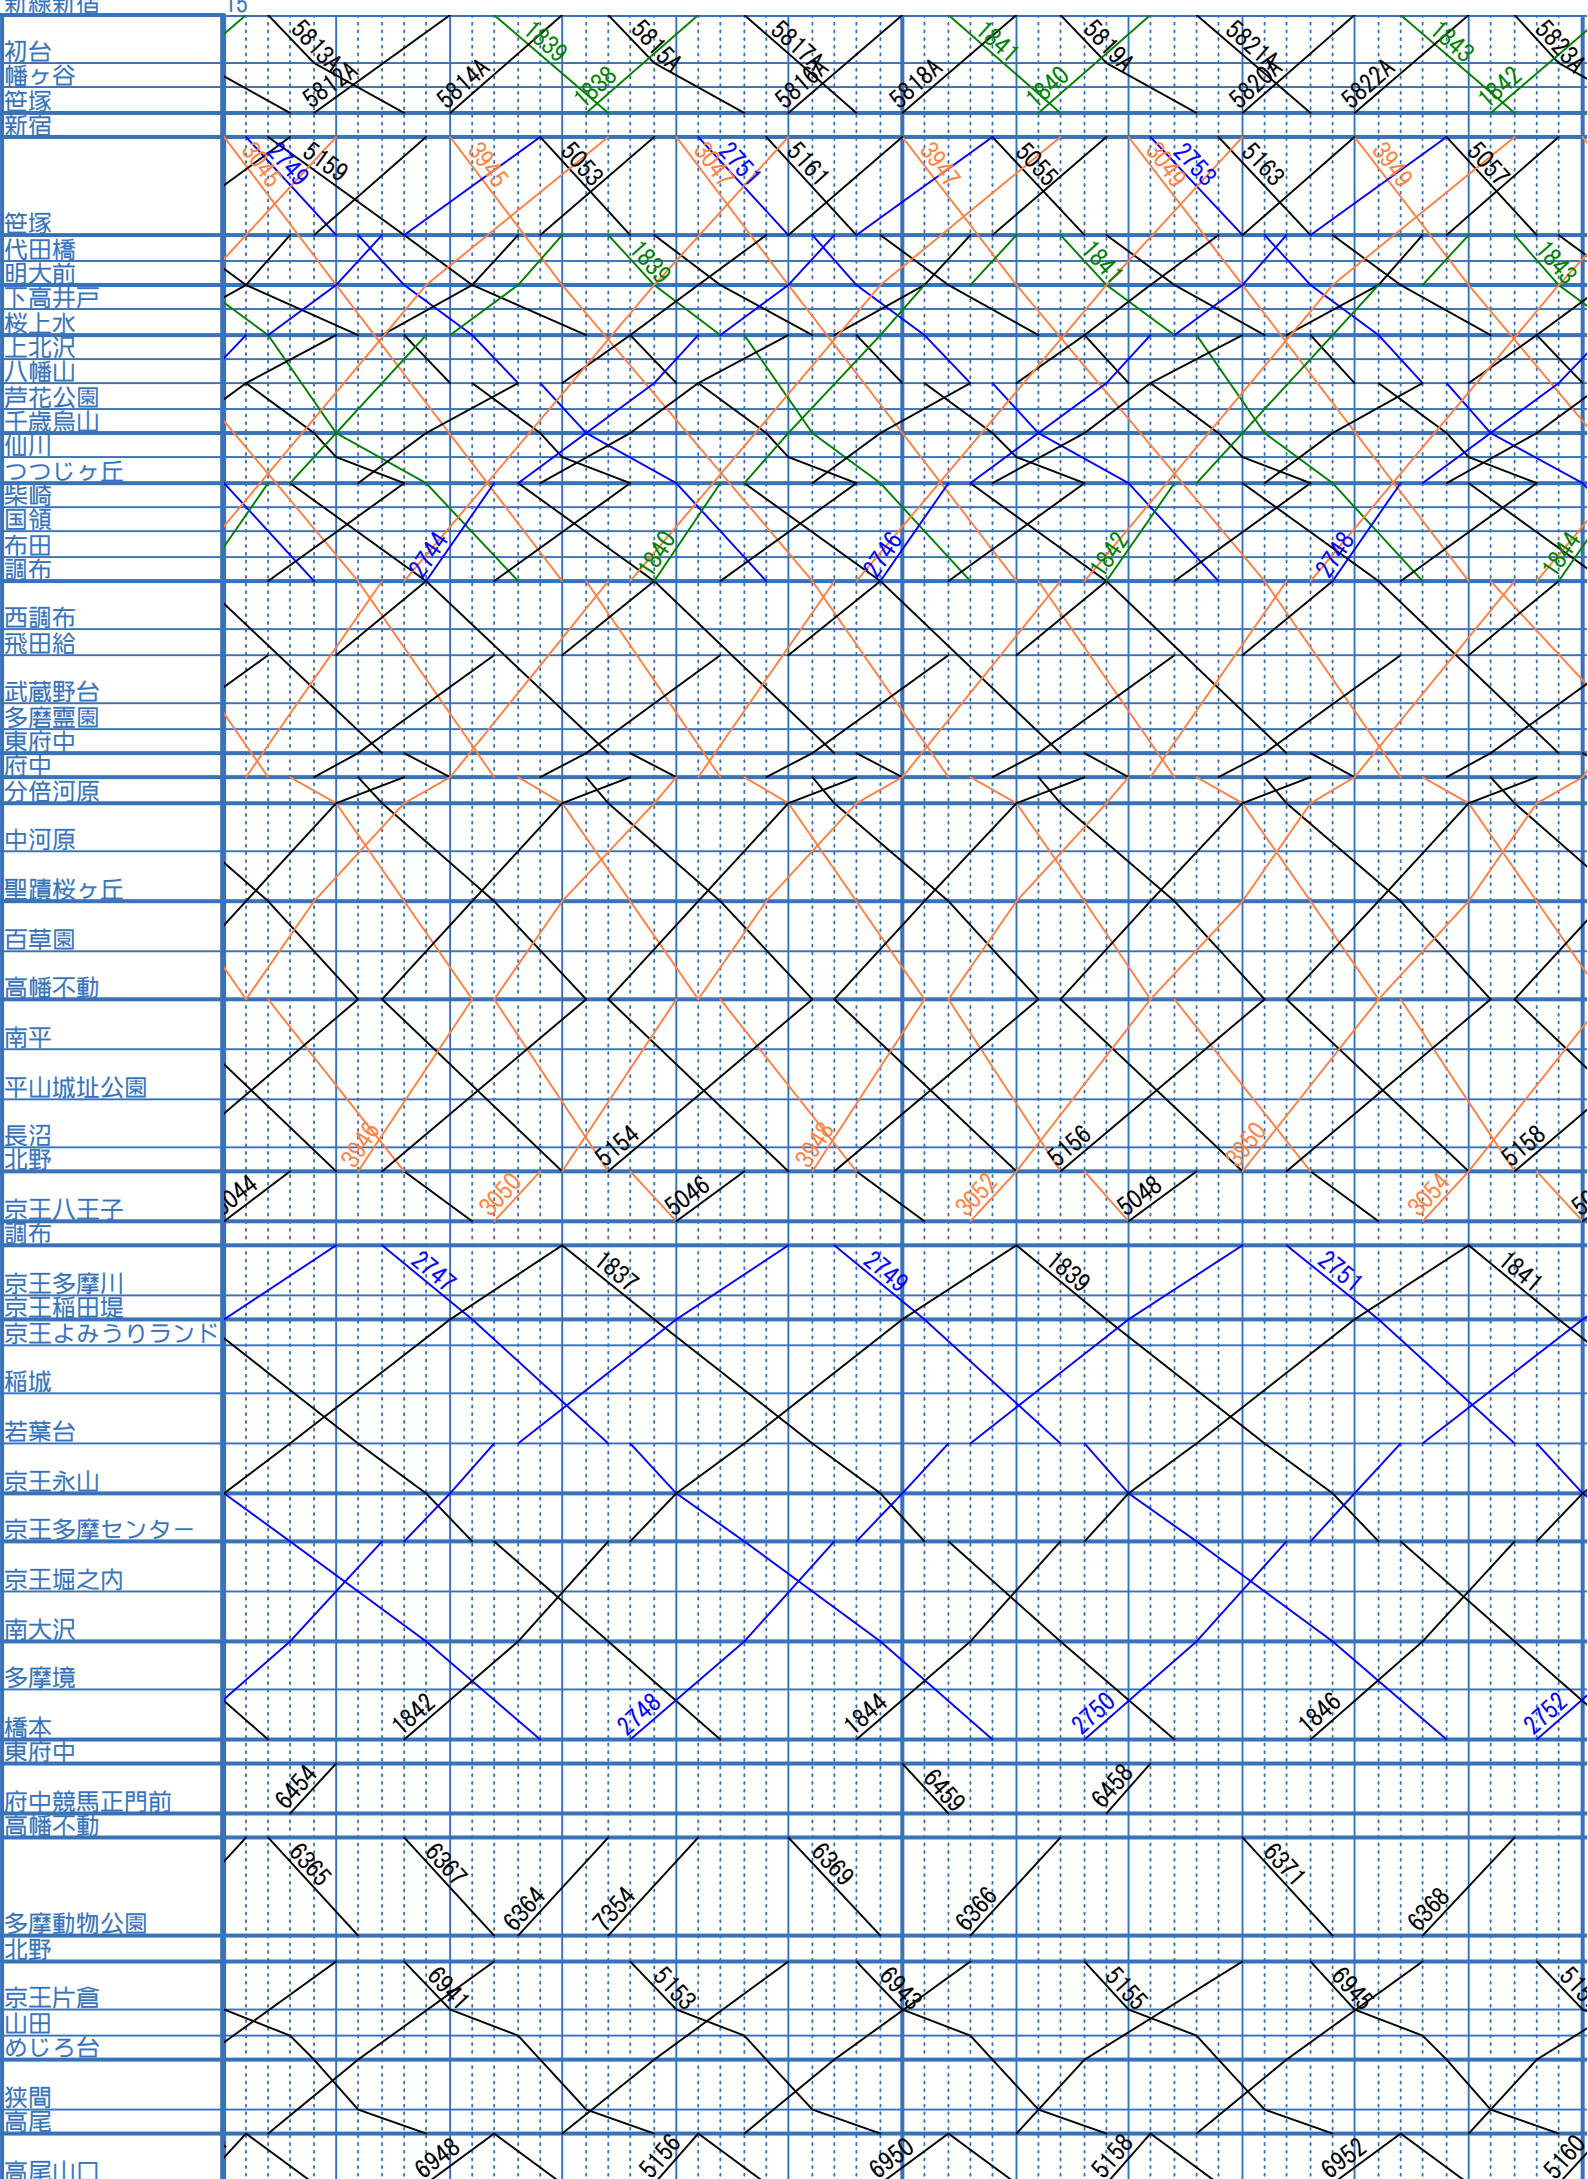 新線新宿 15
初台 5813A 5812A 5814A 1839 1838 5815A 5817A 5816A 5818A 1841 1840 5819A 5821A 5820A 5822A 1843 1842 5823A
幡ヶ谷
笹塚
新宿
3045 2749 5159 3945 5053 3047 2751 5161 3947 5055 3049 2753 5163 3949 5057
笹塚
代田橋 1839 1841 1843
明大前
下高井戸
桜上水
上北沢
八幡山
芦花公園
千歳烏山
仙川
つつじヶ丘
柴崎
国領
布田 2744 1840 2746 1842 2748 1844
調布
西調布
飛田給
武蔵野台
多磨霊園
東府中
府中
分倍河原
中河原
聖蹟桜ヶ丘
百草園
高幡不動
南平
平山城址公園
長沼 3946 5154 3948 5156 3950 5158
北野
京王八王子 5044 3050 5046 3052 5048 3054
調布
京王多摩川 2747 1837 2749 1839 2751 1841
京王稲田堤
京王よみうりランド
稲城
若葉台
京王永山
京王多摩センター
京王堀之内
南大沢
多摩境
橋本 1842 2748 1844 2750 1846 2752
東府中
府中競馬正門前 6454 6459 6458
高幡不動
6365 6367 6364 7354 6369 6366 6371 6368
多摩動物公園
北野
京王片倉 6941 5153 6943 5155 6945
山田
めじろ台
狭間
高尾
高尾山口 6948 5156 6950 5158 6952 5160